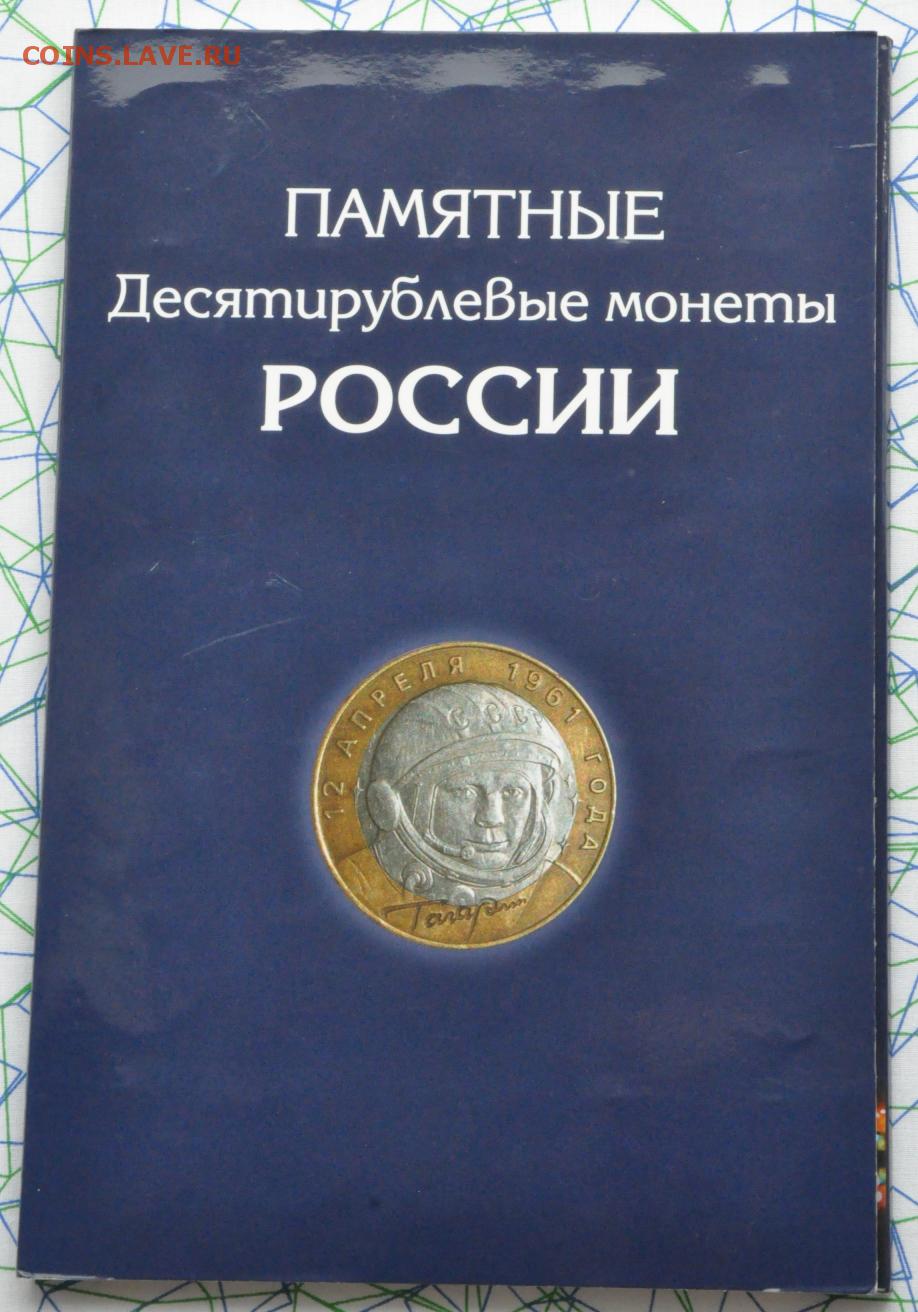 COINS.LAVE.RU
ПАМЯТНЫЕ
Десятирублевые монеты
РОССИИ
12 АПРЕЛЯ 1961 ГОДА
СССР
Гагарин